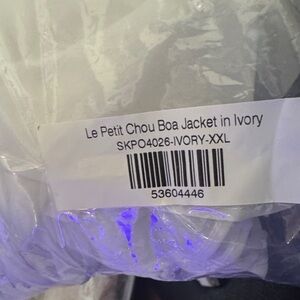 Le Petit Chou Boa Jacket in Ivory
SKPO4026-IVORY-XXL
53604446